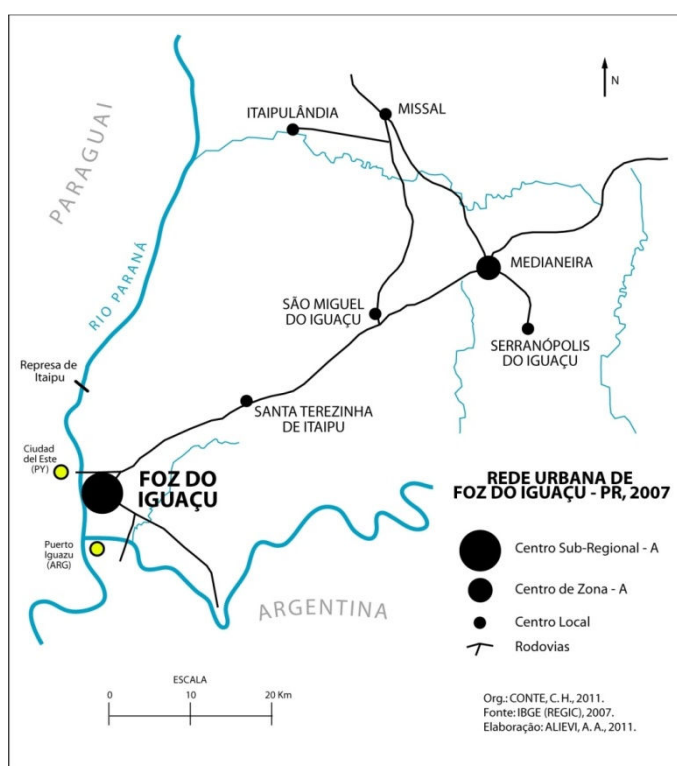 PARAGUAI
RIO PARANÁ
ITAIPULÂNDIA
MISSAL
N
MEDIANEIRA
SÃO MIGUEL
DO IGUAÇU
SERRANÓPOLIS
DO IGUAÇU
Represa de
Itaipu
SANTA TEREZINHA
DE ITAIPU
Ciudad
del Este
(PY)
FOZ DO
IGUAÇU
Puerto
Iguazu
(ARG)
ARGENTINA
REDE URBANA DE
FOZ DO IGUAÇU - PR, 2007
Centro Sub-Regional - A
Centro de Zona - A
Centro Local
Rodovias
ESCALA
0 10 20 Km
Org.: CONTE, C. H., 2011.
Fonte: IBGE (REGIC), 2007.
Elaboração: ALIEVI, A. A., 2011.